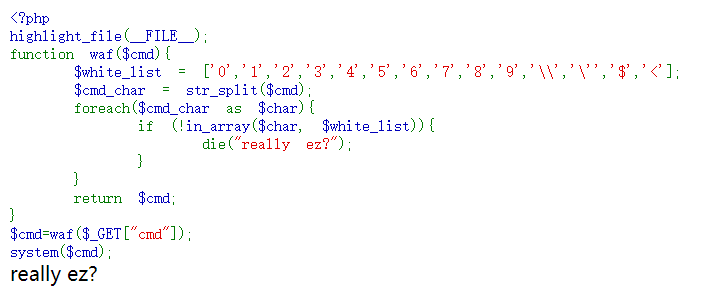 <?php
highlight_file(__FILE__);
function waf($cmd){
        $white_list = ['0','1','2','3','4','5','6','7','8','9','\\','\'','$','<'];
        $cmd_char = str_split($cmd);
        foreach($cmd_char as $char){
                if (!in_array($char, $white_list)){
                        die("really ez?");
                }
        }
        return $cmd;
}
$cmd=waf($_GET["cmd"]);
system($cmd);
really ez?